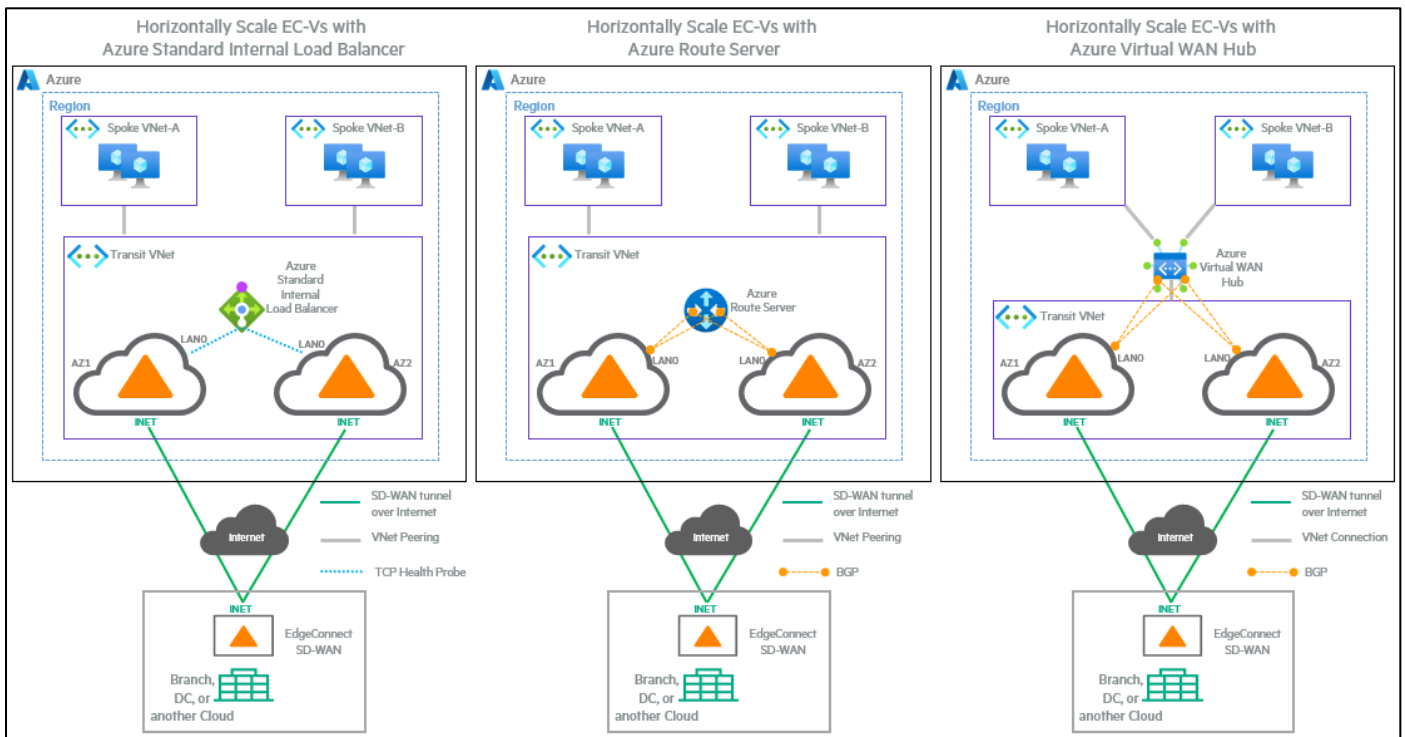 Horizontally Scale EC-Vs with
Azure Standard Internal Load Balancer
Azure
Region
Spoke VNet-A
Spoke VNet-B
Transit VNet
Azure
Standard
Internal
Load Balancer
LAN0
LAN0
AZ1
AZ2
INET
INET
Internet
SD-WAN tunnel
over Internet
VNet Peering
TCP Health Probe
INET
EdgeConnect
SD-WAN
Branch,
DC, or
another Cloud
Horizontally Scale EC-Vs with
Azure Route Server
Azure
Region
Spoke VNet-A
Spoke VNet-B
Transit VNet
Azure
Route Server
AZ1
LAN0
LAN0
AZ2
INET
INET
Internet
SD-WAN tunnel
over Internet
VNet Peering
BGP
INET
EdgeConnect
SD-WAN
Branch,
DC, or
another Cloud
Horizontally Scale EC-Vs with
Azure Virtual WAN Hub
Azure
Region
Spoke VNet-A
Spoke VNet-B
Azure
Virtual WAN
Hub
Transit VNet
AZ1
LAN0
LAN0
AZ2
INET
INET
Internet
SD-WAN tunnel
over Internet
VNet Connection
BGP
INET
EdgeConnect
SD-WAN
Branch,
DC, or
another Cloud